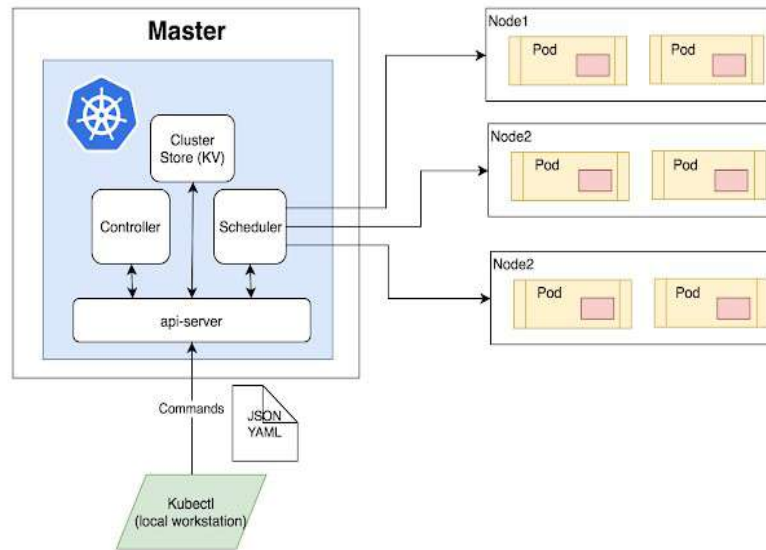 Master
Cluster
Store (KV)
Controller
Scheduler
api-server
Commands
JSON
YAML
Kubectl
(local workstation)
Node1
Pod
Pod
Node2
Pod
Pod
Node2
Pod
Pod